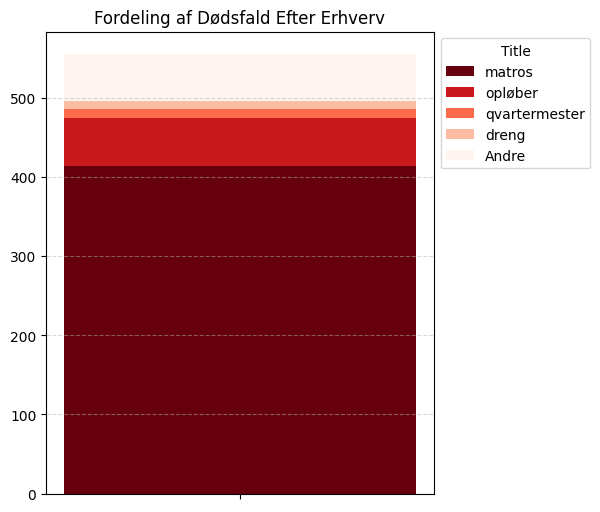 Fordeling af Dødsfald Efter Erhverv
Title
matros
opløber
qvartermester
dreng
Andre
500
400
300
200
100
0